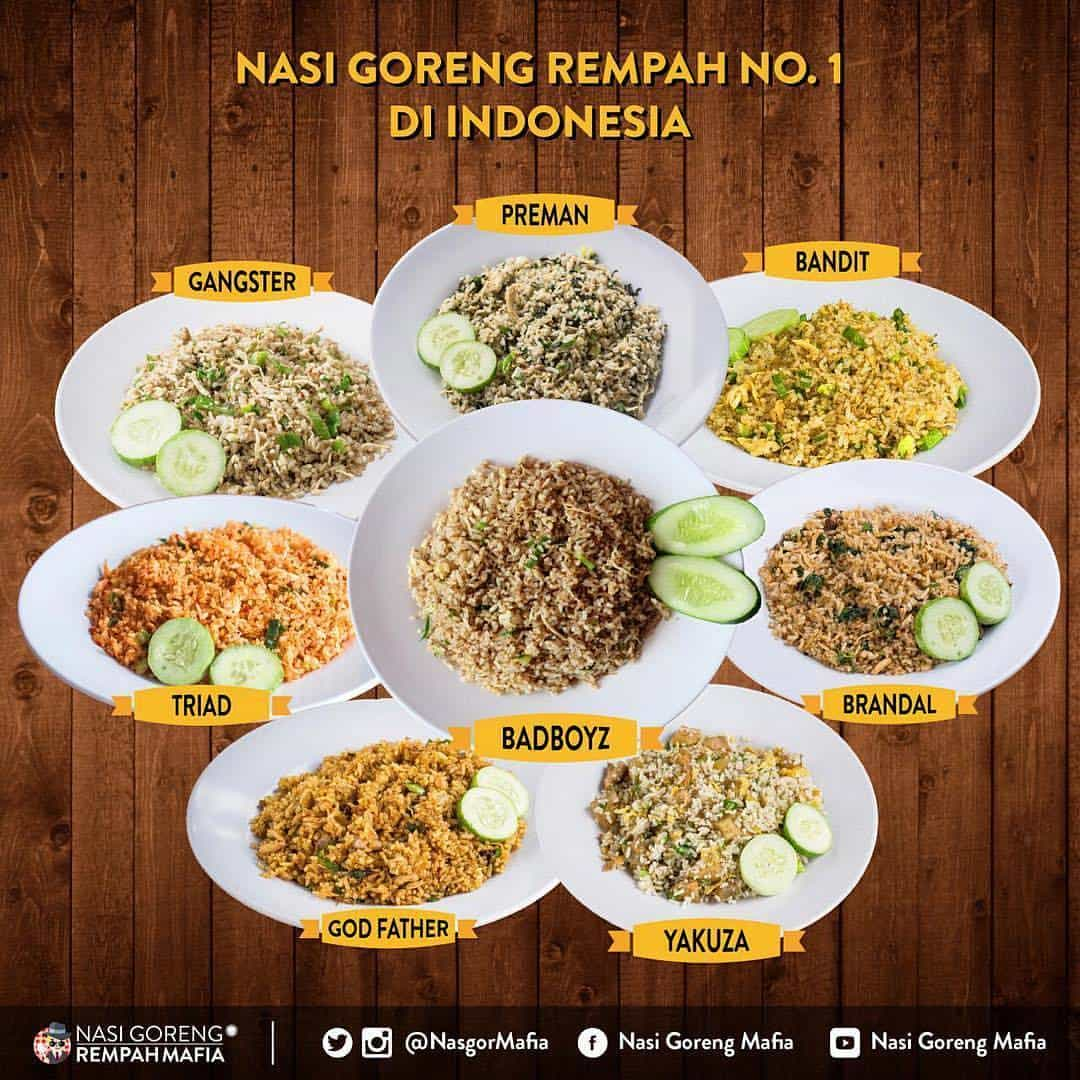 NASI GORENG REMPAH NO. 1
DI INDONESIA
PREMAN
BANDIT
GANGSTER
TRIAD
BADBOYZ
BRANDAL
GOD FATHER
YAKUZA
NASI GORENG
REMPAH MAFIA
@NasgorMafia
Nasi Goreng Mafia
Nasi Goreng Mafia